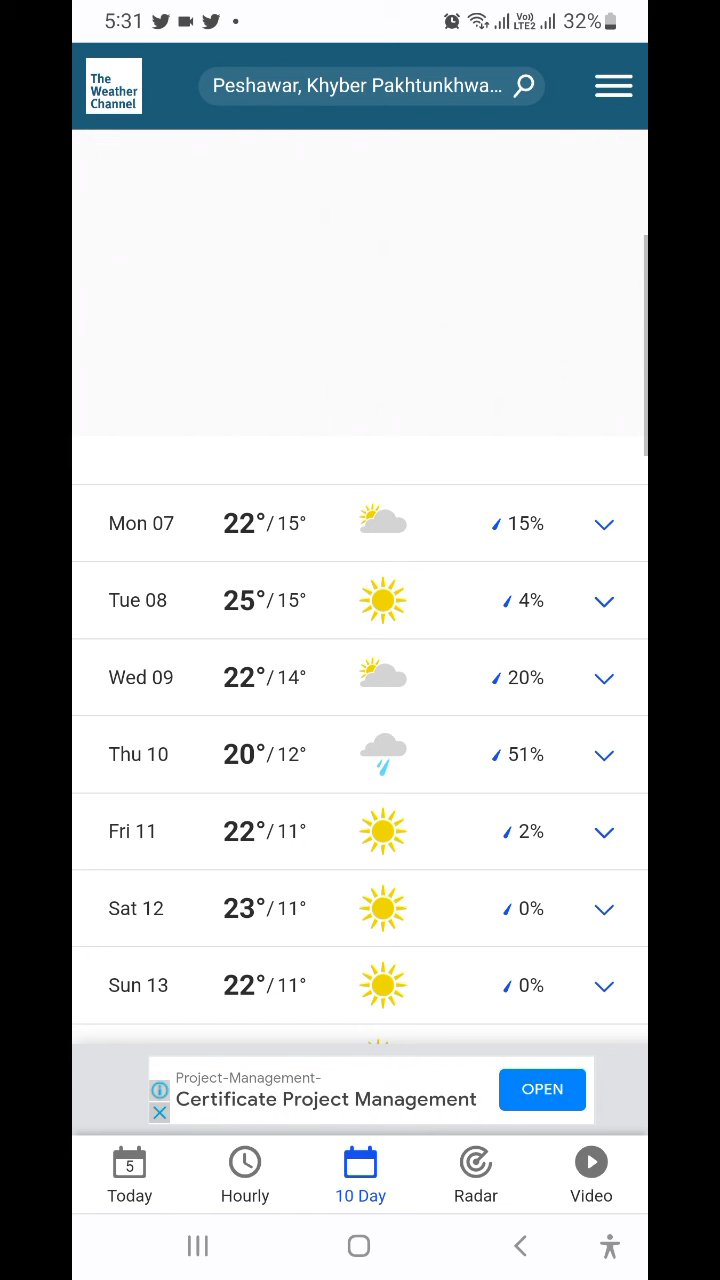 5:31 Vo)) LTE2 32%
The
Weather
Channel
Peshawar, Khyber Pakhtunkhwa...
Mon 07 22°/15° 15%
Tue 08 25°/15° 4%
Wed 09 22°/14° 20%
Thu 10 20°/12° 51%
Fri 11 22°/11° 2%
Sat 12 23°/11° 0%
Sun 13 22°/11° 0%
Project-Management-
Certificate Project Management
OPEN
5
Today Hourly 10 Day Radar Video